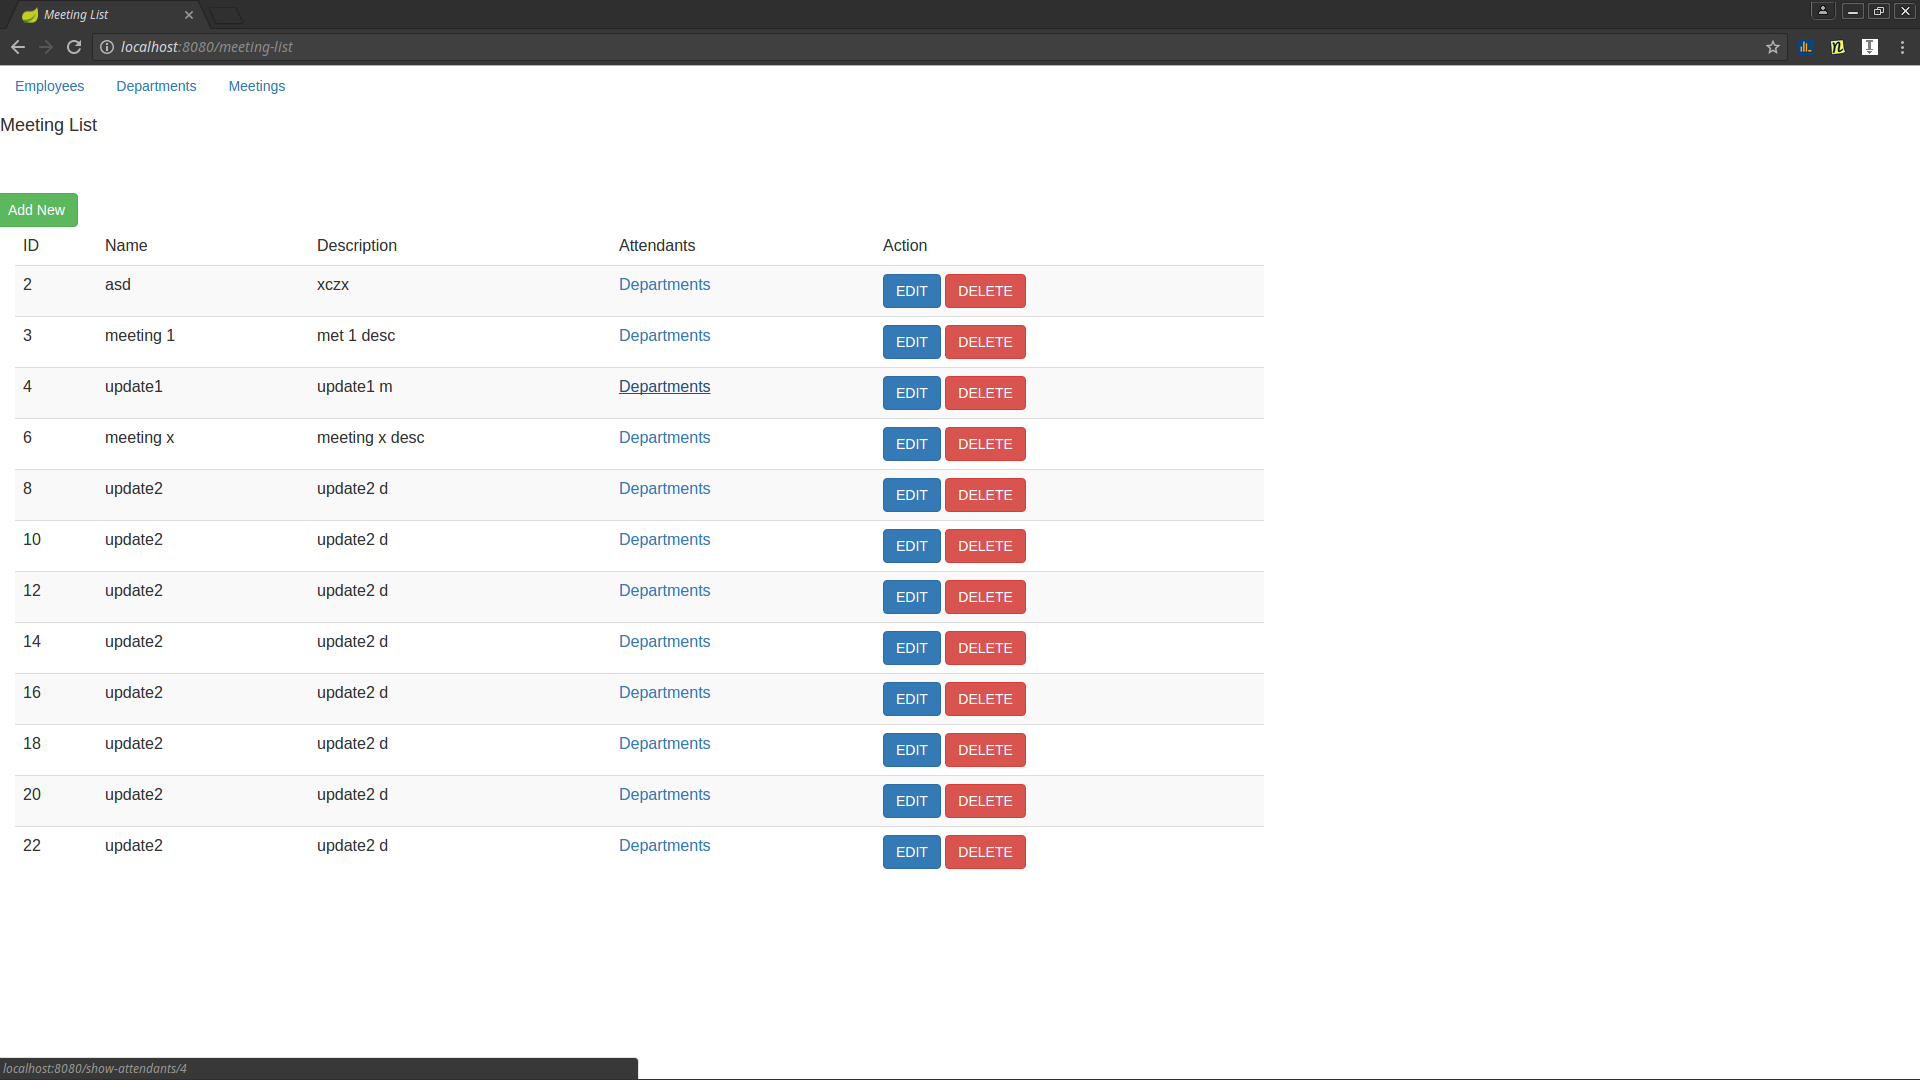 Meeting List
localhost:8080/meeting-list
Employees Departments Meetings
Meeting List
Add New
ID Name Description Attendants Action
2 asd xczx Departments EDIT DELETE
3 meeting 1 met 1 desc Departments EDIT DELETE
4 update1 update1 m Departments EDIT DELETE
6 meeting x meeting x desc Departments EDIT DELETE
8 update2 update2 d Departments EDIT DELETE
10 update2 update2 d Departments EDIT DELETE
12 update2 update2 d Departments EDIT DELETE
14 update2 update2 d Departments EDIT DELETE
16 update2 update2 d Departments EDIT DELETE
18 update2 update2 d Departments EDIT DELETE
20 update2 update2 d Departments EDIT DELETE
22 update2 update2 d Departments EDIT DELETE
localhost:8080/show-attendants/4